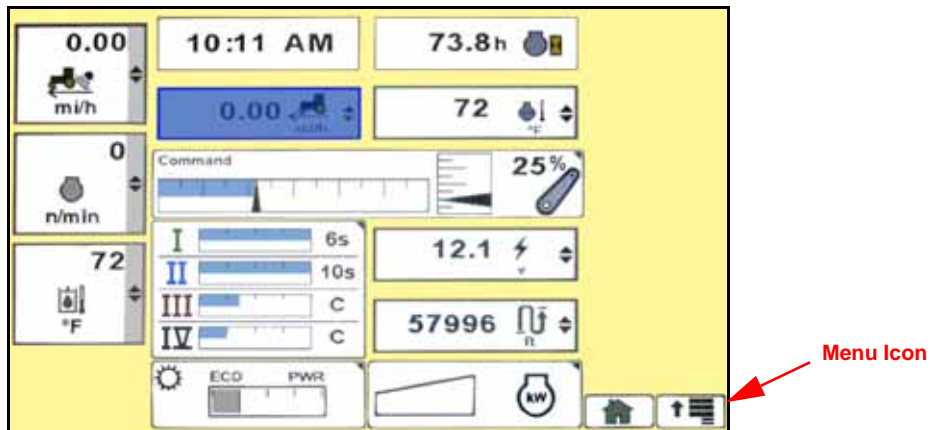 0.00
mi/h
0
n/min
72
°F
10:11 AM
73.8h
0.00
72
°F
Command
25%
I
6s
II
10s
III
C
IV
C
12.1
V
57996
ft
ECO PWR
kW
Menu Icon